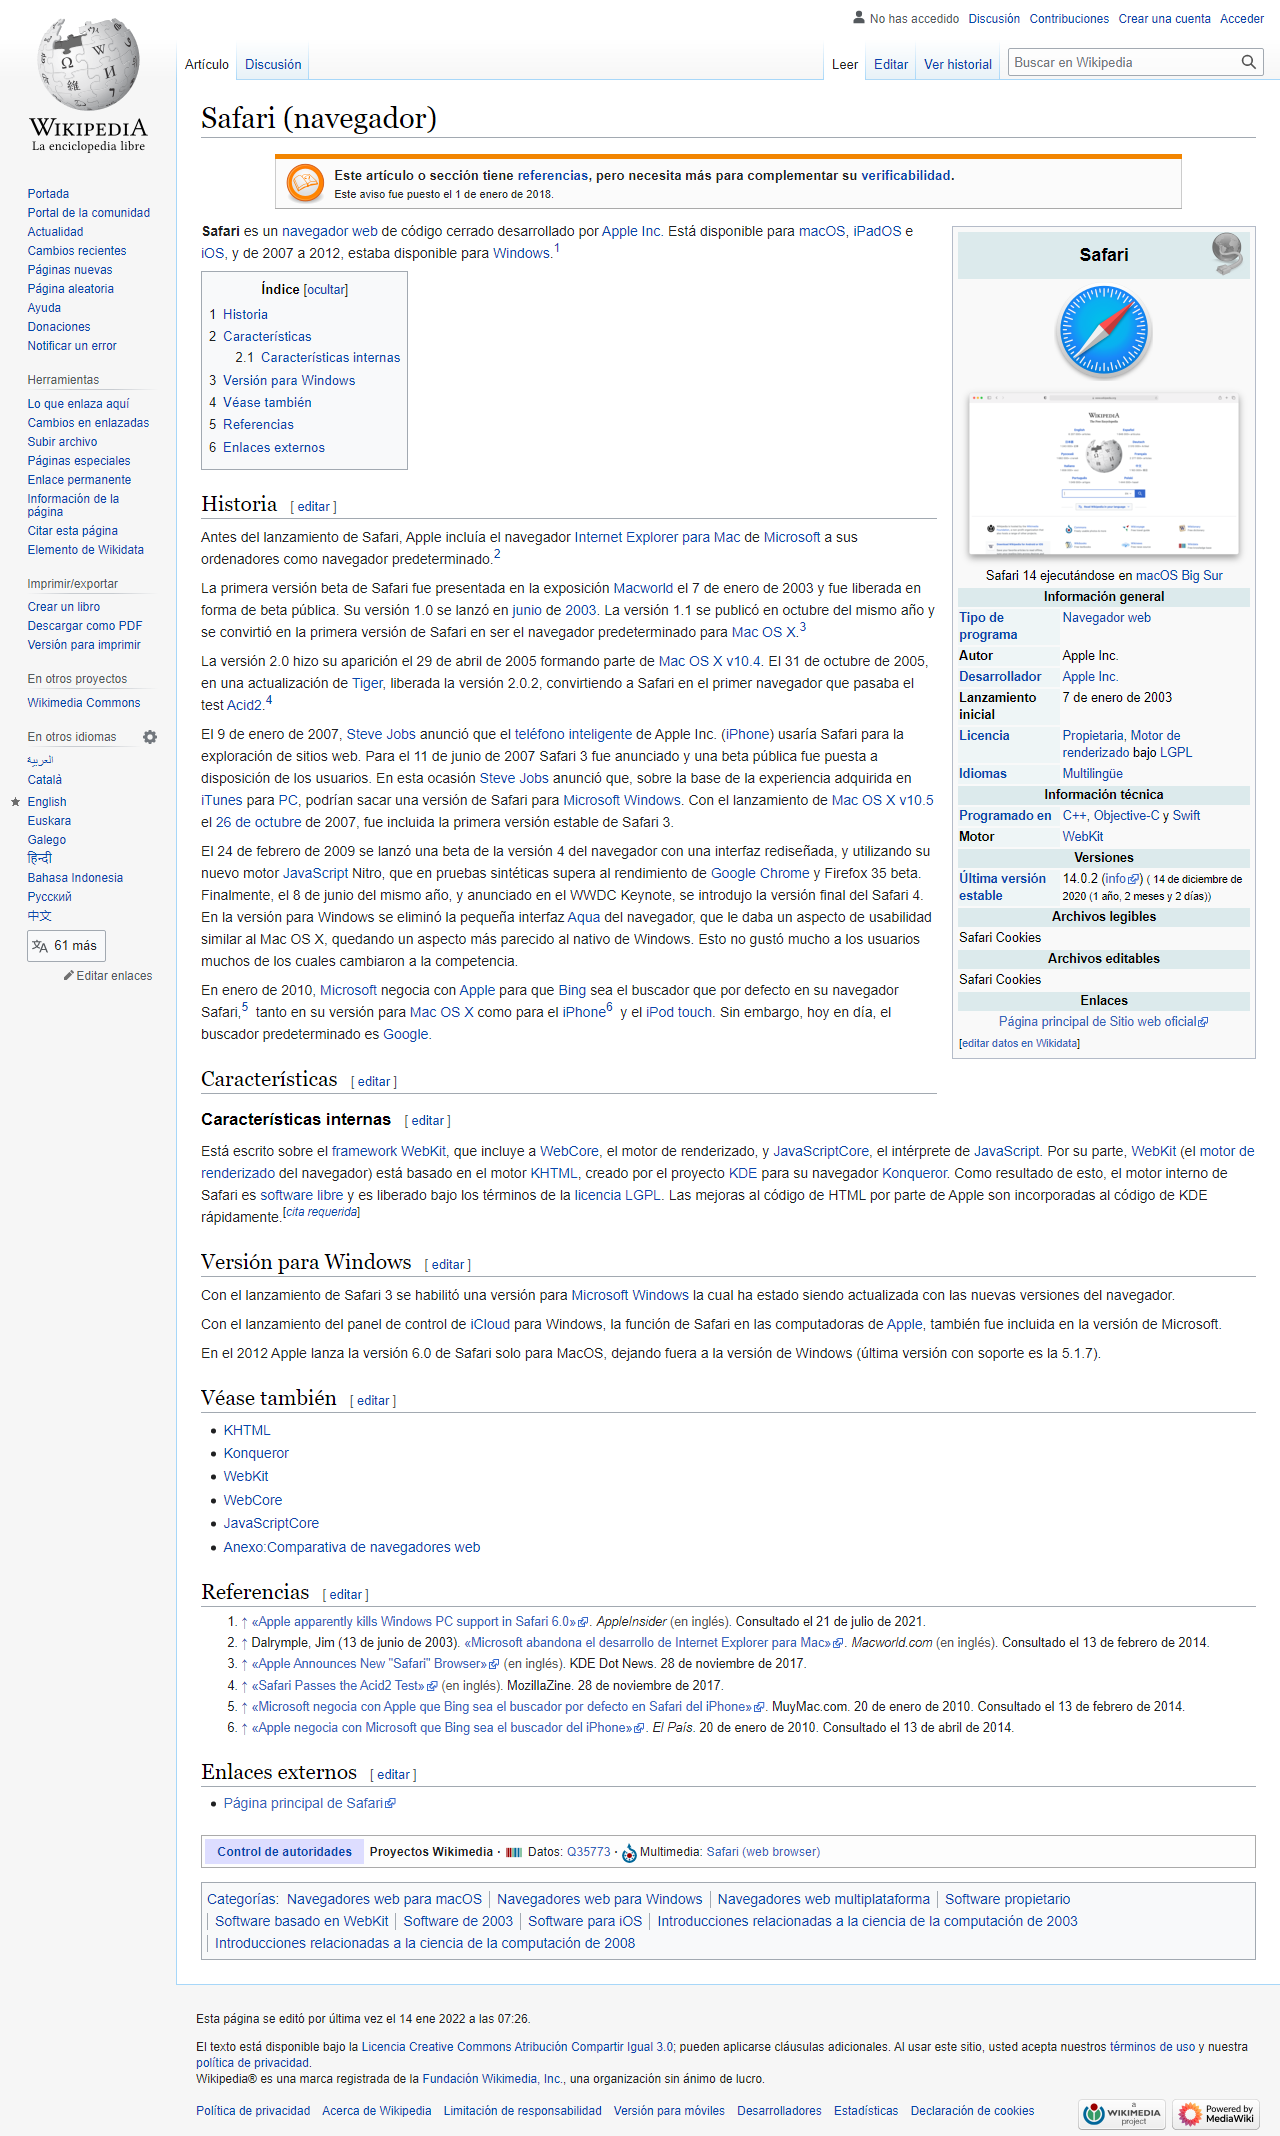 No has accedido Discusión Contribuciones Crear una cuenta Acceder
Artículo Discusión Leer Editar Ver historial Buscar en Wikipedia
WIKIPEDIA
La enciclopedia libre
Portada
Portal de la comunidad
Actualidad
Cambios recientes
Páginas nuevas
Página aleatoria
Ayuda
Donaciones
Notificar un error
Herramientas
Lo que enlaza aquí
Cambios en enlazadas
Subir archivo
Páginas especiales
Enlace permanente
Información de la
página
Citar esta página
Elemento de Wikidata
Imprimir/exportar
Crear un libro
Descargar como PDF
Versión para imprimir
En otros proyectos
Wikimedia Commons
En otros idiomas
العربية
Català
English
Euskara
Galego
हिन्दी
Bahasa Indonesia
Русский
中文
61 más
Editar enlaces
Safari (navegador)
Este artículo o sección tiene referencias, pero necesita más para complementar su verificabilidad.
Este aviso fue puesto el 1 de enero de 2018.
Safari es un navegador web de código cerrado desarrollado por Apple Inc. Está disponible para macOS, iPadOS e
iOS, y de 2007 a 2012, estaba disponible para Windows.1
Índice [ocultar]
1 Historia
2 Características
2.1 Características internas
3 Versión para Windows
4 Véase también
5 Referencias
6 Enlaces externos
Safari
WIKIPEDIA
Safari 14 ejecutándose en macOS Big Sur
Información general
Tipo de programa Navegador web
Autor Apple Inc.
Desarrollador Apple Inc.
Lanzamiento inicial 7 de enero de 2003
Licencia Propietaria, Motor de
renderizado bajo LGPL
Idiomas Multilingüe
Información técnica
Programado en C++, Objective-C y Swift
Motor WebKit
Versiones
Última versión estable 14.0.2 (info) ( 14 de diciembre de
2020 (1 año, 2 meses y 2 días))
Archivos legibles
Safari Cookies
Archivos editables
Safari Cookies
Enlaces
Página principal de Sitio web oficial
[editar datos en Wikidata]
Historia [ editar ]
Antes del lanzamiento de Safari, Apple incluía el navegador Internet Explorer para Mac de Microsoft a sus
ordenadores como navegador predeterminado.2
La primera versión beta de Safari fue presentada en la exposición Macworld el 7 de enero de 2003 y fue liberada en
forma de beta pública. Su versión 1.0 se lanzó en junio de 2003. La versión 1.1 se publicó en octubre del mismo año y
se convirtió en la primera versión de Safari en ser el navegador predeterminado para Mac OS X.3
La versión 2.0 hizo su aparición el 29 de abril de 2005 formando parte de Mac OS X v10.4. El 31 de octubre de 2005,
en una actualización de Tiger, liberada la versión 2.0.2, convirtiendo a Safari en el primer navegador que pasaba el
test Acid2.4
El 9 de enero de 2007, Steve Jobs anunció que el teléfono inteligente de Apple Inc. (iPhone) usaría Safari para la
exploración de sitios web. Para el 11 de junio de 2007 Safari 3 fue anunciado y una beta pública fue puesta a
disposición de los usuarios. En esta ocasión Steve Jobs anunció que, sobre la base de la experiencia adquirida en
iTunes para PC, podrían sacar una versión de Safari para Microsoft Windows. Con el lanzamiento de Mac OS X v10.5
el 26 de octubre de 2007, fue incluida la primera versión estable de Safari 3.
El 24 de febrero de 2009 se lanzó una beta de la versión 4 del navegador con una interfaz rediseñada, y utilizando su
nuevo motor JavaScript Nitro, que en pruebas sintéticas supera al rendimiento de Google Chrome y Firefox 35 beta.
Finalmente, el 8 de junio del mismo año, y anunciado en el WWDC Keynote, se introdujo la versión final del Safari 4.
En la versión para Windows se eliminó la pequeña interfaz Aqua del navegador, que le daba un aspecto de usabilidad
similar al Mac OS X, quedando un aspecto más parecido al nativo de Windows. Esto no gustó mucho a los usuarios
muchos de los cuales cambiaron a la competencia.
En enero de 2010, Microsoft negocia con Apple para que Bing sea el buscador que por defecto en su navegador
Safari,5 tanto en su versión para Mac OS X como para el iPhone6 y el iPod touch. Sin embargo, hoy en día, el
buscador predeterminado es Google.
Características [ editar ]
Características internas [ editar ]
Está escrito sobre el framework WebKit, que incluye a WebCore, el motor de renderizado, y JavaScriptCore, el intérprete de JavaScript. Por su parte, WebKit (el motor de
renderizado del navegador) está basado en el motor KHTML, creado por el proyecto KDE para su navegador Konqueror. Como resultado de esto, el motor interno de
Safari es software libre y es liberado bajo los términos de la licencia LGPL. Las mejoras al código de HTML por parte de Apple son incorporadas al código de KDE
rápidamente.[cita requerida]
Versión para Windows [ editar ]
Con el lanzamiento de Safari 3 se habilitó una versión para Microsoft Windows la cual ha estado siendo actualizada con las nuevas versiones del navegador.
Con el lanzamiento del panel de control de iCloud para Windows, la función de Safari en las computadoras de Apple, también fue incluida en la versión de Microsoft.
En el 2012 Apple lanza la versión 6.0 de Safari solo para MacOS, dejando fuera a la versión de Windows (última versión con soporte es la 5.1.7).
Véase también [ editar ]
KHTML
Konqueror
WebKit
WebCore
JavaScriptCore
Anexo:Comparativa de navegadores web
Referencias [ editar ]
1. ↑ «Apple apparently kills Windows PC support in Safari 6.0». AppleInsider (en inglés). Consultado el 21 de julio de 2021.
2. ↑ Dalrymple, Jim (13 de junio de 2003). «Microsoft abandona el desarrollo de Internet Explorer para Mac». Macworld.com (en inglés). Consultado el 13 de febrero de 2014.
3. ↑ «Apple Announces New "Safari" Browser» (en inglés). KDE Dot News. 28 de noviembre de 2017.
4. ↑ «Safari Passes the Acid2 Test» (en inglés). MozillaZine. 28 de noviembre de 2017.
5. ↑ «Microsoft negocia con Apple que Bing sea el buscador por defecto en Safari del iPhone». MuyMac.com. 20 de enero de 2010. Consultado el 13 de febrero de 2014.
6. ↑ «Apple negocia con Microsoft que Bing sea el buscador del iPhone». El País. 20 de enero de 2010. Consultado el 13 de abril de 2014.
Enlaces externos [ editar ]
Página principal de Safari
Control de autoridades Proyectos Wikimedia · Datos: Q35773 · Multimedia: Safari (web browser)
Categorías: Navegadores web para macOS Navegadores web para Windows Navegadores web multiplataforma Software propietario
Software basado en WebKit Software de 2003 Software para iOS Introducciones relacionadas a la ciencia de la computación de 2003
Introducciones relacionadas a la ciencia de la computación de 2008
Esta página se editó por última vez el 14 ene 2022 a las 07:26.
El texto está disponible bajo la Licencia Creative Commons Atribución Compartir Igual 3.0; pueden aplicarse cláusulas adicionales. Al usar este sitio, usted acepta nuestros términos de uso y nuestra
política de privacidad.
Wikipedia® es una marca registrada de la Fundación Wikimedia, Inc., una organización sin ánimo de lucro.
Política de privacidad Acerca de Wikipedia Limitación de responsabilidad Versión para móviles Desarrolladores Estadísticas Declaración de cookies
a WIKIMEDIA project
Powered by MediaWiki